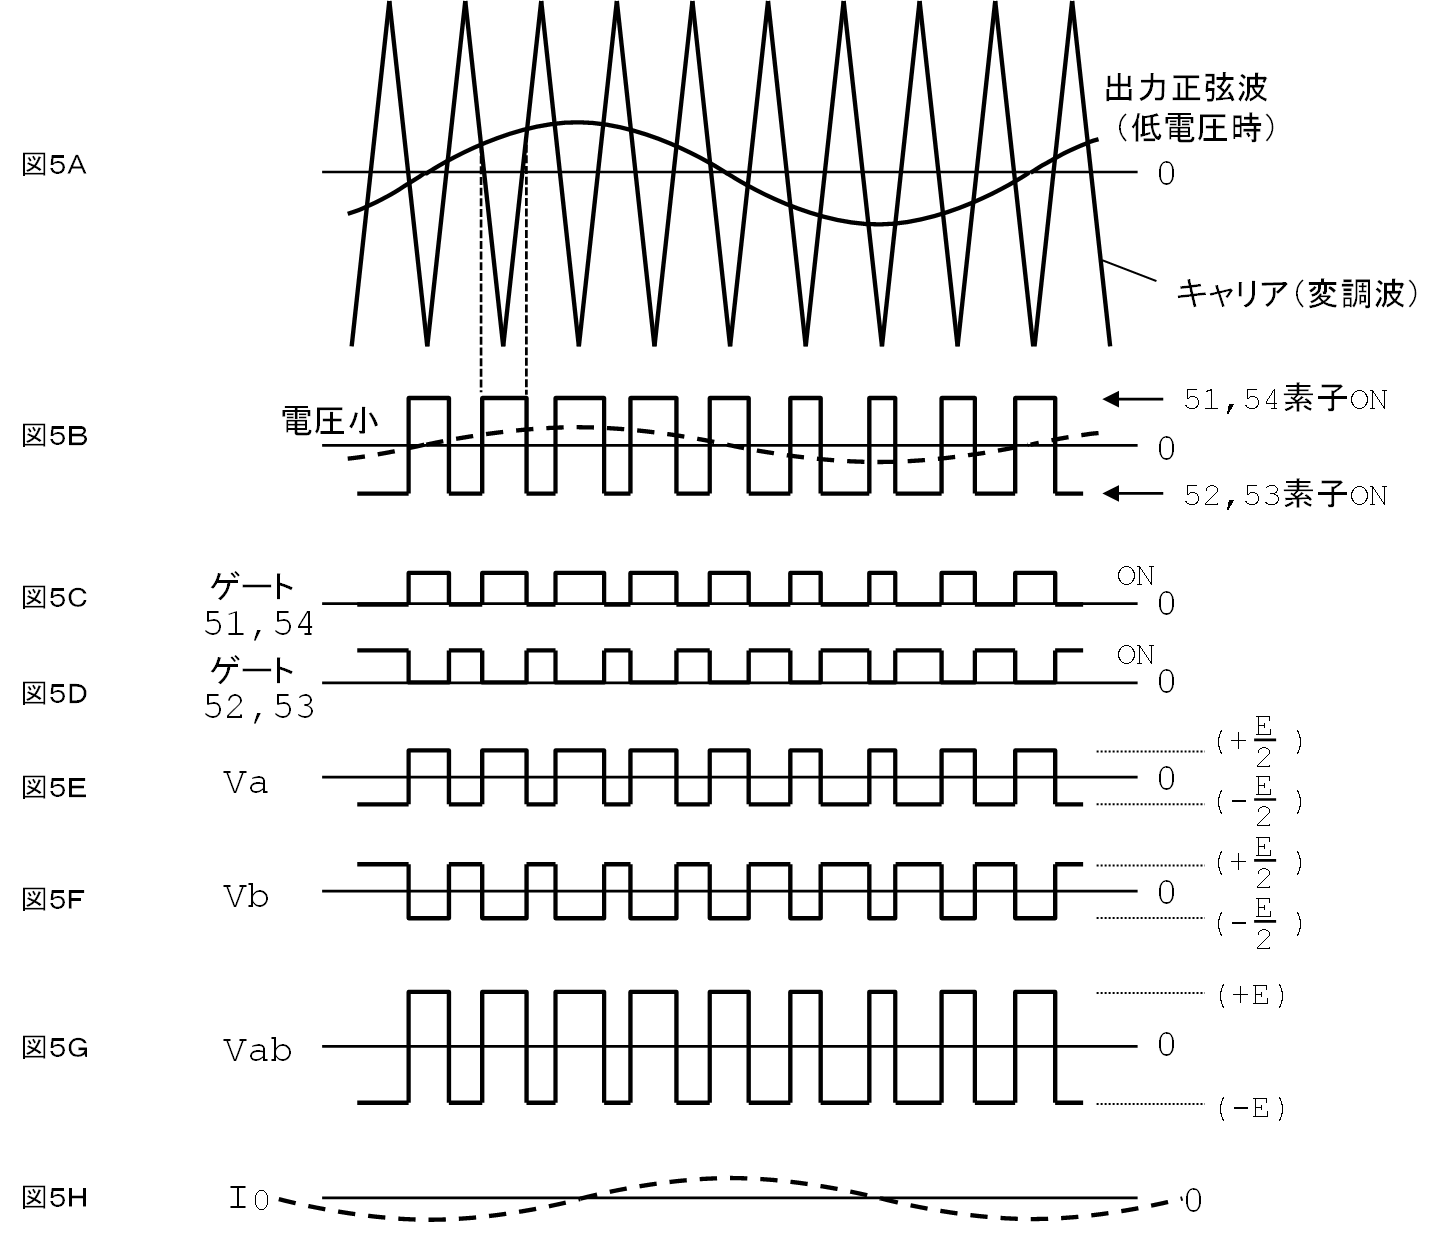 出力正弦波
(低電圧時)
図5A
0
キャリア(変調波)
51,54素子ON
電圧小
図5B
0
52,53素子ON
図5C
ゲート
51,54
ON
0
図5D
ゲート
52,53
ON
0
図5E
Va
(+E/2)
0
(-E/2)
図5F
Vb
(+E/2)
0
(-E/2)
図5G
Vab
(+E)
0
(-E)
図5H
I0
0